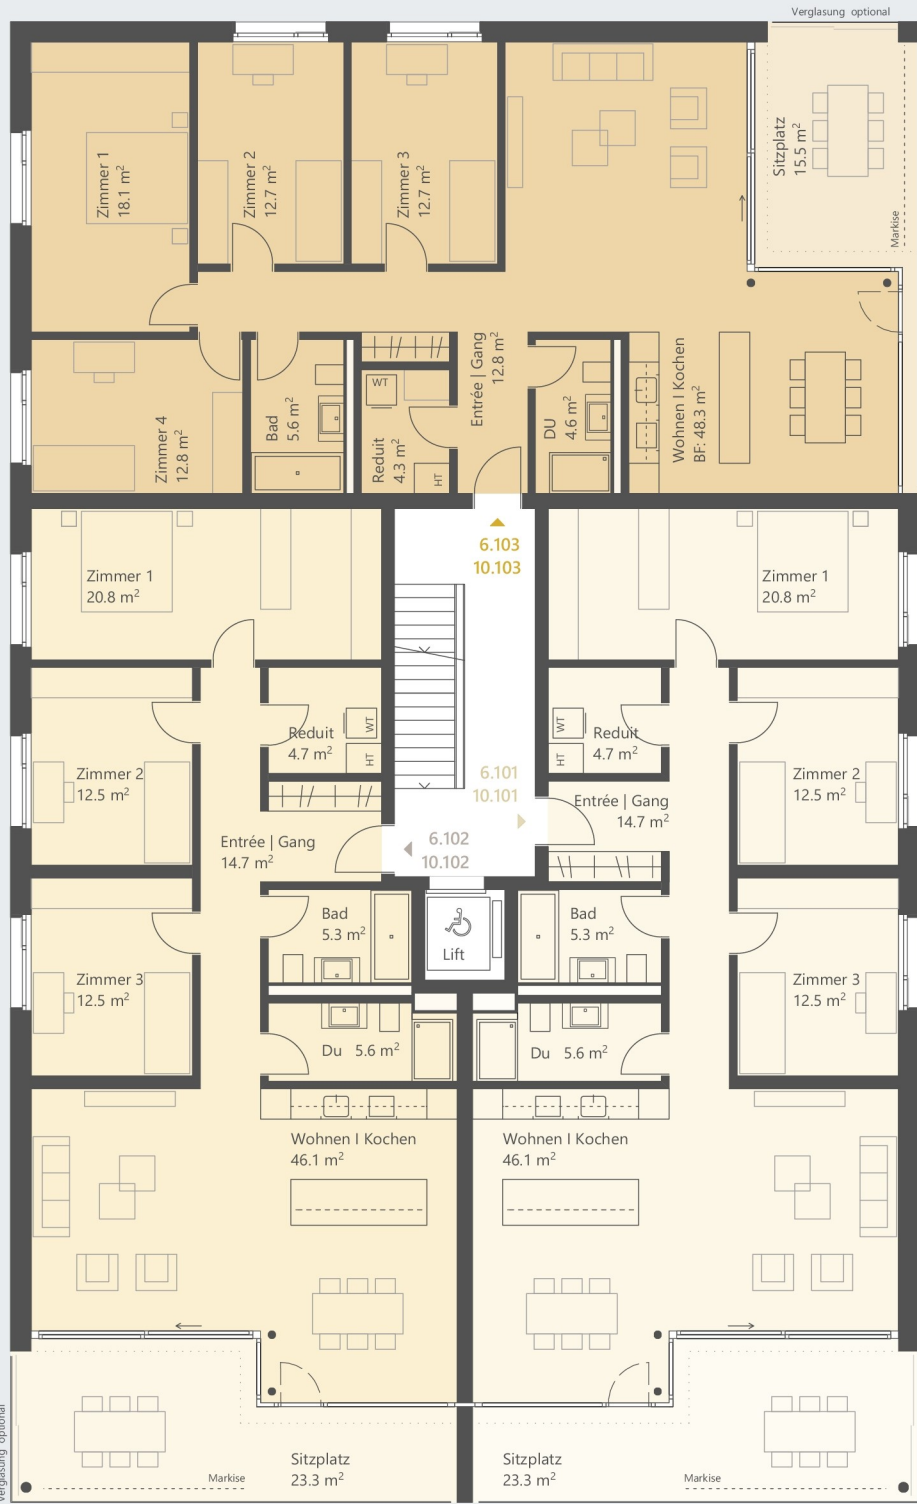 Verglasung optional
Zimmer 1
18.1 m²
Zimmer 2
12.7 m²
Zimmer 3
12.7 m²
Sitzplatz
15.5 m²
Markise
Zimmer 4
12.8 m²
Bad
5.6 m²
WT
Reduit
4.3 m²
HT
Entrée | Gang
12.8 m²
DU
4.6 m²
Wohnen I Kochen
BF: 48.3 m²
6.103
10.103
Zimmer 1
20.8 m²
Zimmer 1
20.8 m²
Reduit
4.7 m²
WT
HT
WT
HT
Reduit
4.7 m²
Zimmer 2
12.5 m²
6.101
10.101
Zimmer 2
12.5 m²
Entrée | Gang
14.7 m²
Entrée | Gang
14.7 m²
6.102
10.102
Bad
5.3 m²
Lift
Bad
5.3 m²
Zimmer 3
12.5 m²
Zimmer 3
12.5 m²
Du 5.6 m²
Du 5.6 m²
Wohnen I Kochen
46.1 m²
Wohnen I Kochen
46.1 m²
Verglasung optional
Sitzplatz
23.3 m²
Markise
Sitzplatz
23.3 m²
Markise